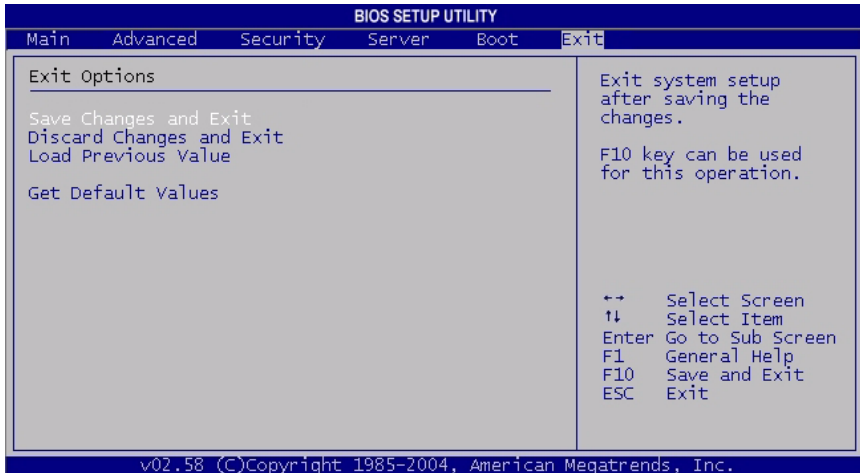 BIOS SETUP UTILITY
Main Advanced Security Server Boot Exit
Exit Options
Save Changes and Exit
Discard Changes and Exit
Load Previous Value
Get Default Values
Exit system setup
after saving the
changes.
F10 key can be used
for this operation.
←→ Select Screen
↑↓ Select Item
Enter Go to Sub Screen
F1 General Help
F10 Save and Exit
ESC Exit
v02.58 (C)Copyright 1985-2004, American Megatrends, Inc.